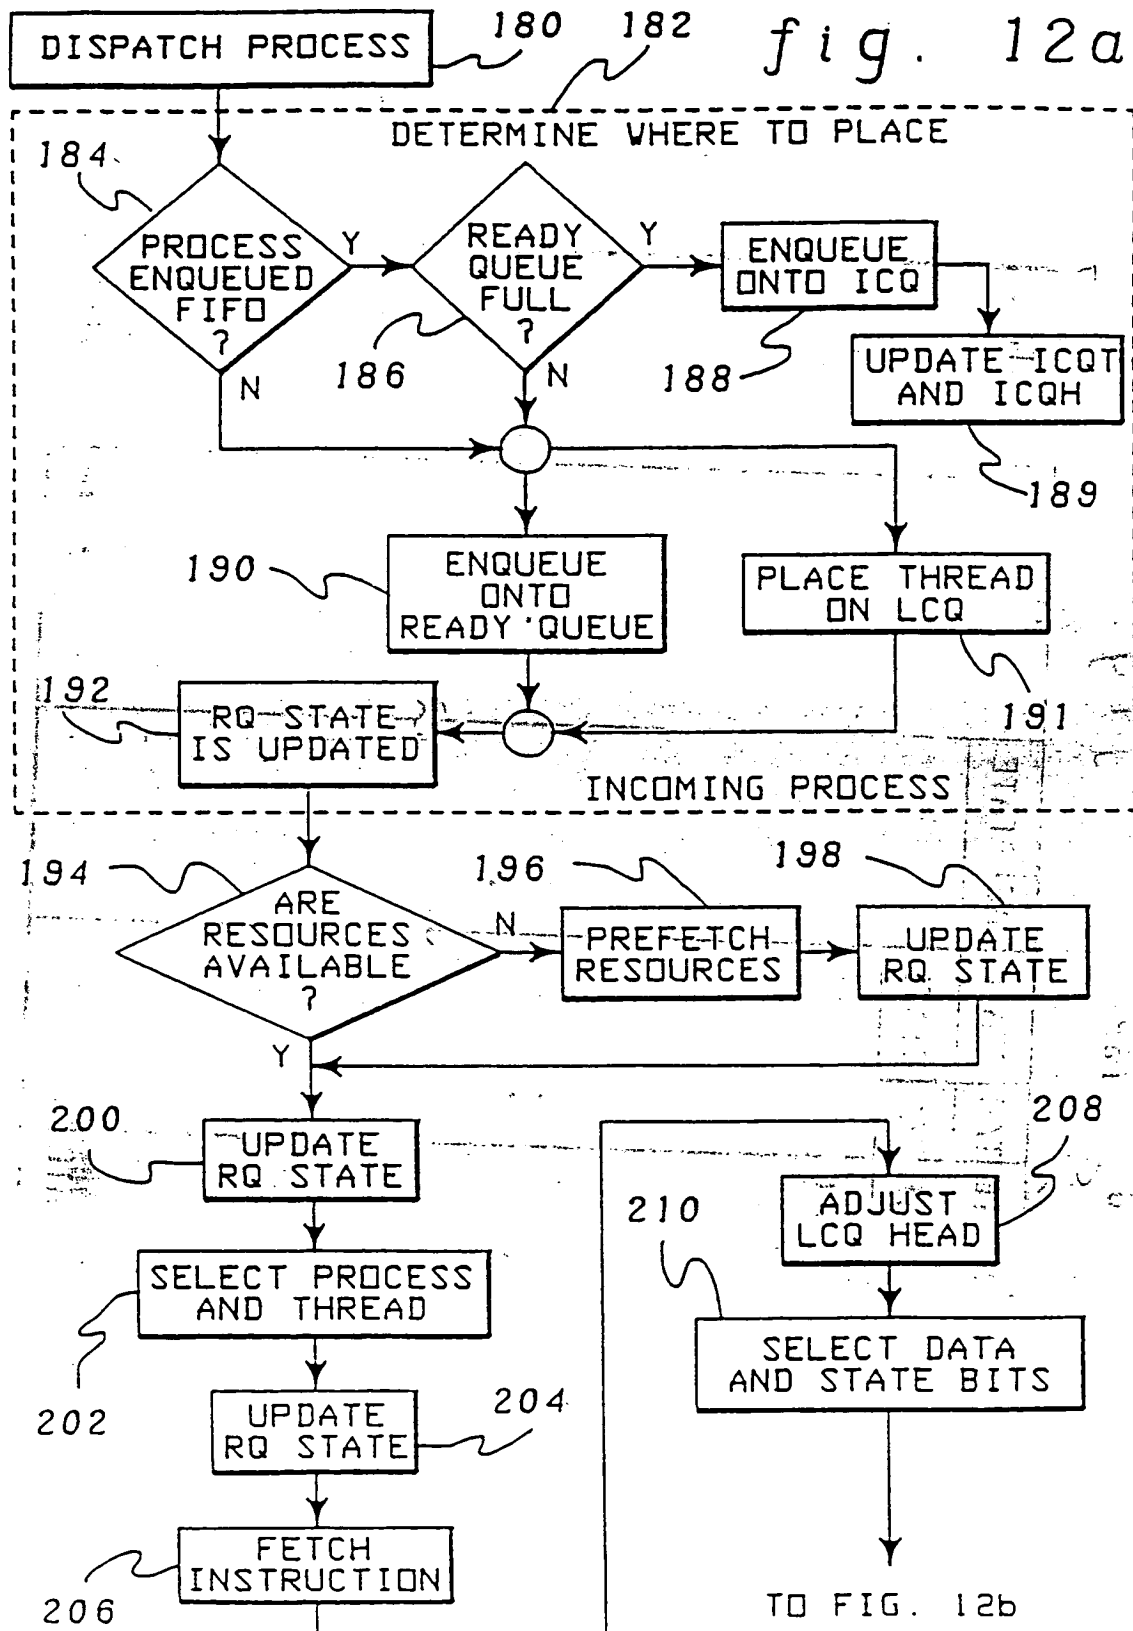 fig. 12a
DISPATCH PROCESS
180
182
DETERMINE WHERE TO PLACE
184
PROCESS
ENQUEUED
FIFO
?
Y
N
READY
QUEUE
FULL
?
186
Y
N
ENQUEUE
ONTO ICQ
188
UPDATE ICQT
AND ICQH
189
190
ENQUEUE
ONTO
READY QUEUE
PLACE THREAD
ON LCQ
191
192
RQ STATE
IS UPDATED
INCOMING PROCESS
194
ARE
RESOURCES
AVAILABLE
?
N
Y
196
PREFETCH
RESOURCES
198
UPDATE
RQ STATE
200
UPDATE
RQ STATE
202
SELECT PROCESS
AND THREAD
204
UPDATE
RQ STATE
206
FETCH
INSTRUCTION
208
ADJUST
LCQ HEAD
210
SELECT DATA
AND STATE BITS
TO FIG. 12b